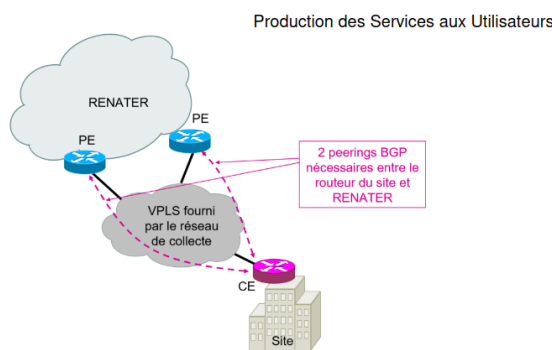 Production des Services aux Utilisateurs
RENATER
PE
PE
2 peerings BGP
nécessaires entre le
routeur du site et
RENATER
VPLS fourni
par le réseau
de collecte
CE
Site